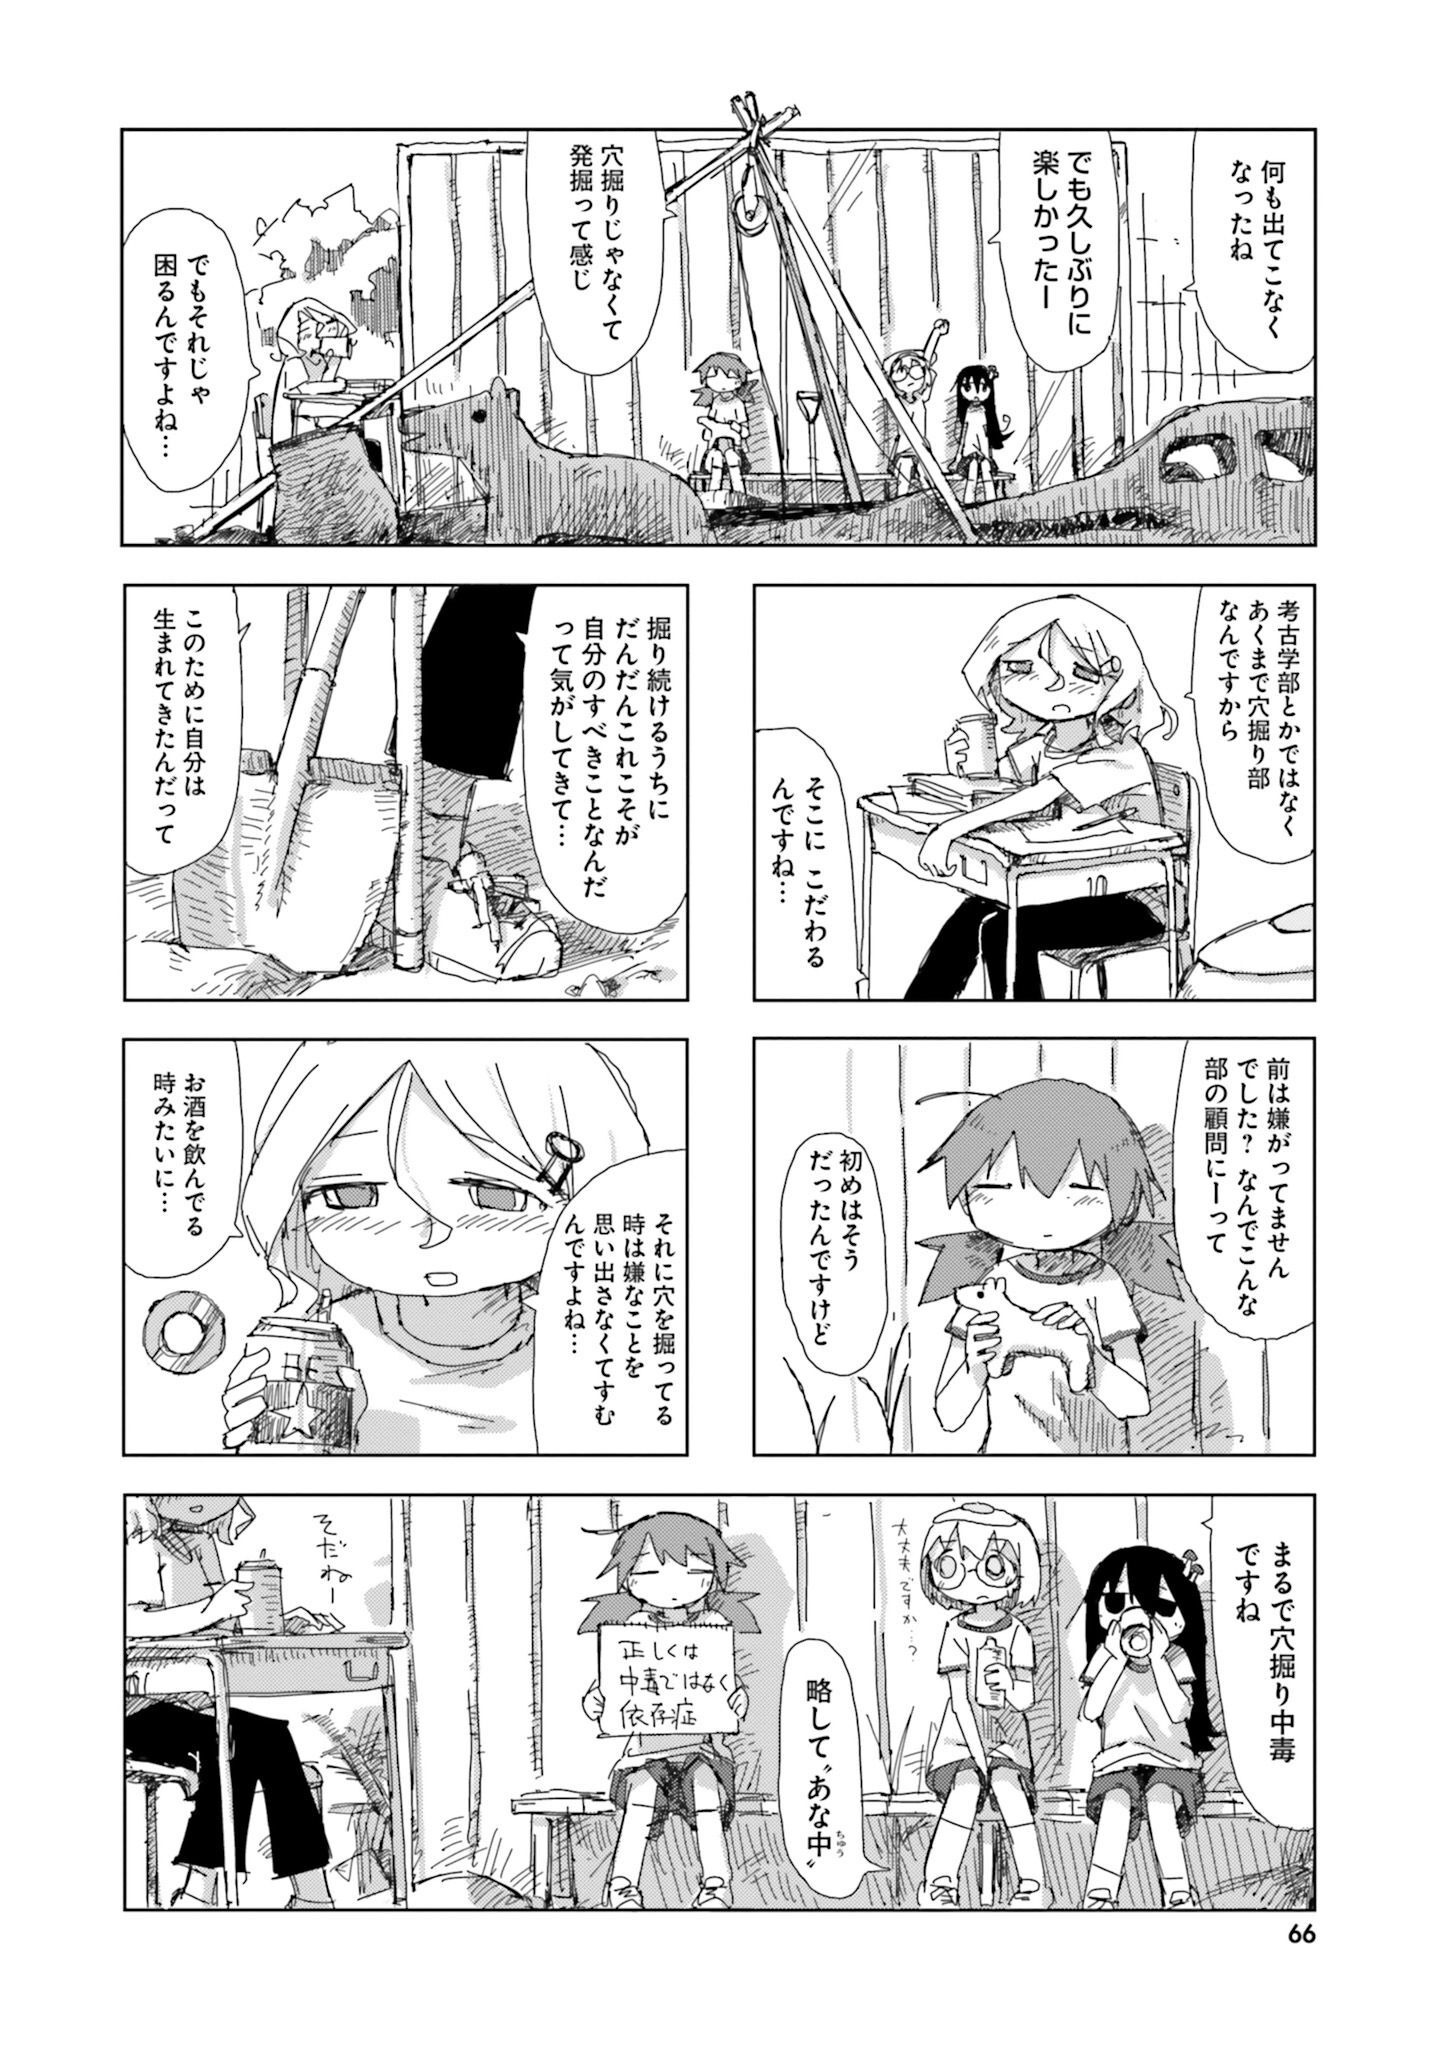 何も出てこなく
なったね
でも久しぶりに
楽しかったー
穴掘りじゃなくて
発掘って感じ
でもそれじゃ
困るんですよね…
考古学部とかではなく
あくまで穴掘り部
なんですから
そこに こだわる
んですね…
掘り続けるうちに
だんだんこれこそが
自分のすべきことなんだ
って気がしてきて…
このために自分は
生まれてきたんだって
前は嫌がってません
でした？ なんでこんな
部の顧問にーって
初めはそう
だったんですけど
それに穴を掘ってる
時は嫌なことを
思い出さなくてすむ
んですよね…
お酒を飲んでる
時みたいに…
まるで穴掘り中毒
ですね
大丈夫ですか…？
略して〝あな中〟
ちゅう
正しくは
中毒ではなく
依存症
そだねー
66